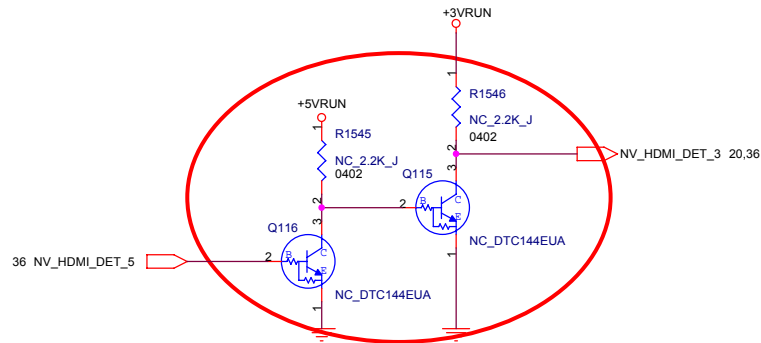 +3VRUN
1
R1546
+5VRUN
1
NC_2.2K_J
R1545
0402
NC_2.2K_J
2
NV_HDMI_DET_3 20,36
0402
Q115
3
2
2
B
C
3
E
Q116
NC_DTC144EUA
36 NV_HDMI_DET_5
2
B
C
1
E
NC_DTC144EUA
1